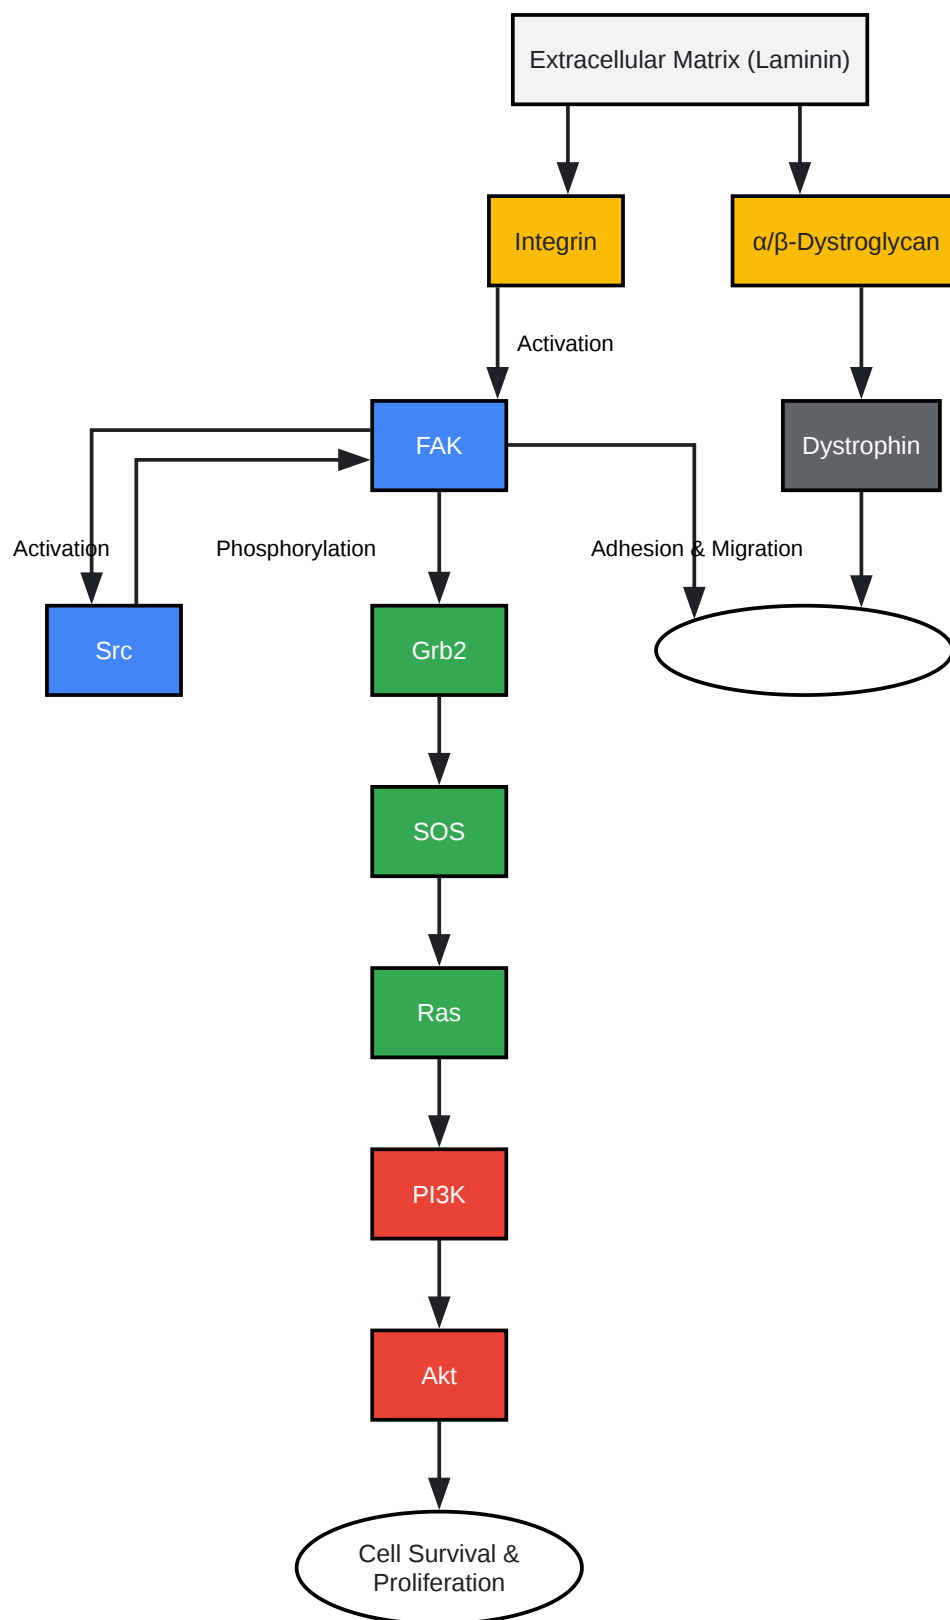 Extracellular Matrix (Laminin)
Integrin
α/β-Dystroglycan
Activation
FAK
Dystrophin
Activation
Phosphorylation
Adhesion & Migration
Src
Grb2
SOS
Ras
PI3K
Akt
Cell Survival &
Proliferation